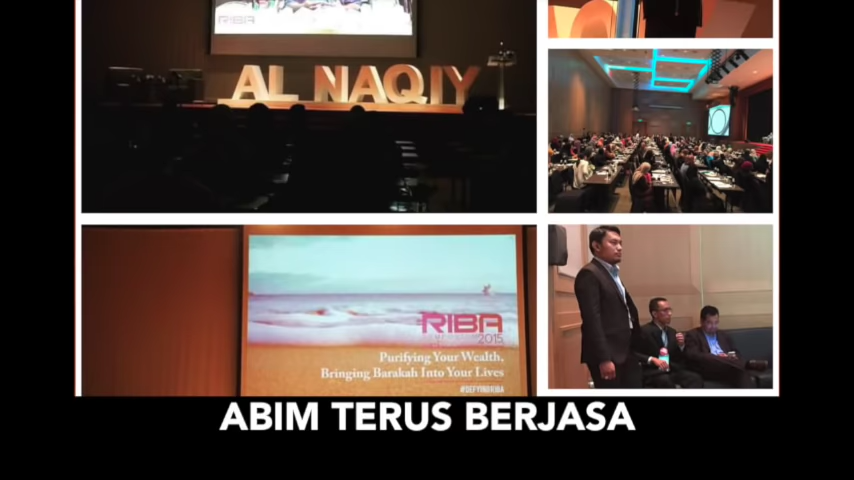 RIBA
AL NAQIY
RIBA
2015
Purifying Your Wealth,
Bringing Barakah Into Your Lives
#DEFYINGRIBA
ABIM TERUS BERJASA